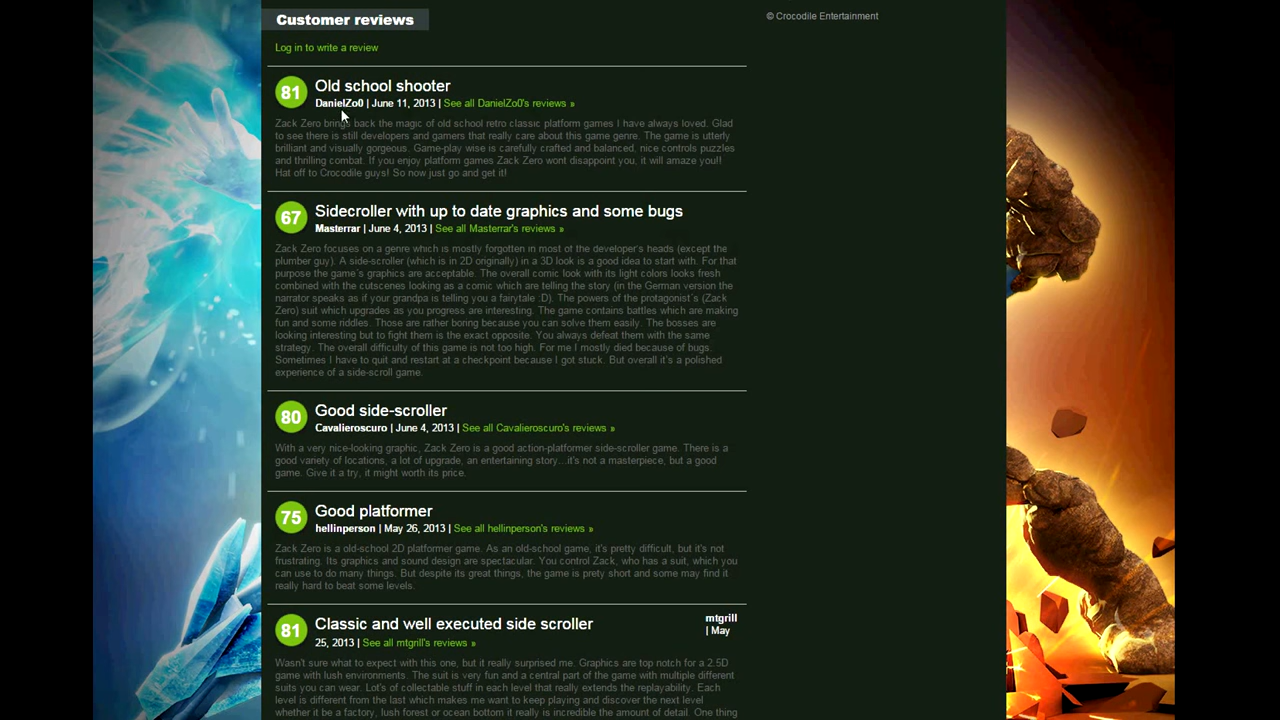 Customer reviews
© Crocodile Entertainment
Log in to write a review
81
Old school shooter
DanielZo0 | June 11, 2013 | See all DanielZo0's reviews »
Zack Zero brings back the magic of old school retro classic platform games I have always loved. Glad
to see there is still developers and gamers that really care about this game genre. The game is utterly
brilliant and visually gorgeous. Game-play wise is carefully crafted and balanced, nice controls puzzles
and thrilling combat. If you enjoy platform games Zack Zero wont disappoint you, it will amaze you!!
Hat off to Crocodile guys! So now just go and get it!
67
Sidecroller with up to date graphics and some bugs
Masterrar | June 4, 2013 | See all Masterrar's reviews »
Zack Zero focuses on a genre which is mostly forgotten in most of the developer's heads (except the
plumber guy). A side-scroller (which is in 2D originally) in a 3D look is a good idea to start with. For that
purpose the game´s graphics are acceptable. The overall comic look with its light colors looks fresh
combined with the cutscenes looking as a comic which are telling the story (in the German version the
narrator speaks as if your grandpa is telling you a fairytale :D). The powers of the protagonist´s (Zack
Zero) suit which upgrades as you progress are interesting. The game contains battles which are making
fun and some riddles. Those are rather boring because you can solve them easily. The bosses are
looking interesting but to fight them is the exact opposite. You always defeat them with the same
strategy. The overall difficulty of this game is not too high. For me I mostly died because of bugs.
Sometimes I have to quit and restart at a checkpoint because I got stuck. But overall it's a polished
experience of a side-scroll game.
80
Good side-scroller
Cavalieroscuro | June 4, 2013 | See all Cavalieroscuro's reviews »
With a very nice-looking graphic, Zack Zero is a good action-platformer side-scroller game. There is a
good variety of locations, a lot of upgrade, an entertaining story...it's not a masterpiece, but a good
game. Give it a try, it might worth its price.
75
Good platformer
hellinperson | May 26, 2013 | See all hellinperson's reviews »
Zack Zero is a old-school 2D platformer game. As an old-school game, it's pretty difficult, but it's not
frustrating. Its graphics and sound design are spectacular. You control Zack, who has a suit, which you
can use to do many things. But despite its great things, the game is prety short and some may find it
really hard to beat some levels.
81
Classic and well executed side scroller
mtgrill
| May
25, 2013 | See all mtgrill's reviews »
Wasn't sure what to expect with this one, but it really surprised me. Graphics are top notch for a 2.5D
game with lush environments. The suit is very fun and a central part of the game with multiple different
suits you can wear. Lot's of collectable stuff in each level that really extends the replayability. Each
level is different from the last which makes me want to keep playing and discover the next level
whether it be a factory, lush forest or ocean bottom it really is incredible the amount of detail. One thing